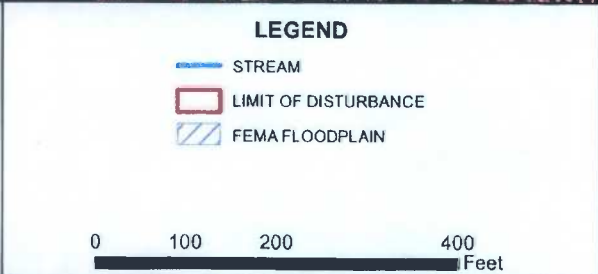 LEGEND
STREAM
LIMIT OF DISTURBANCE
FEMA FLOODPLAIN
0 100 200 400
Feet